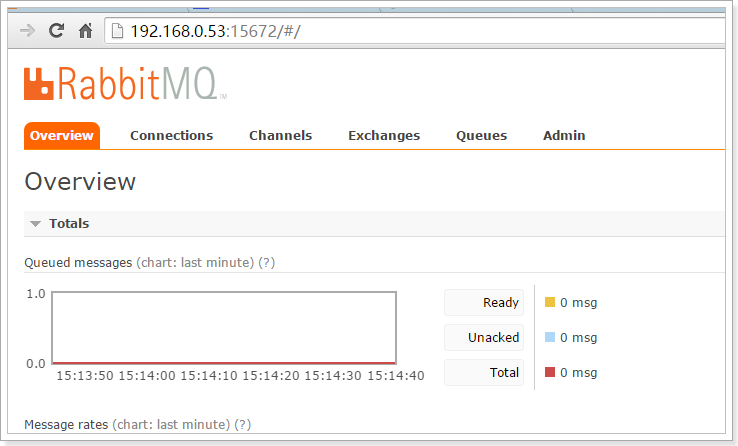 192.168.0.53:15672/#/
RabbitMQ™
Overview Connections Channels Exchanges Queues Admin
Overview
Totals
Queued messages (chart: last minute) (?)
1.0
0.0
15:13:50 15:14:00 15:14:10 15:14:20 15:14:30 15:14:40
Ready 0 msg
Unacked 0 msg
Total 0 msg
Message rates (chart: last minute) (?)